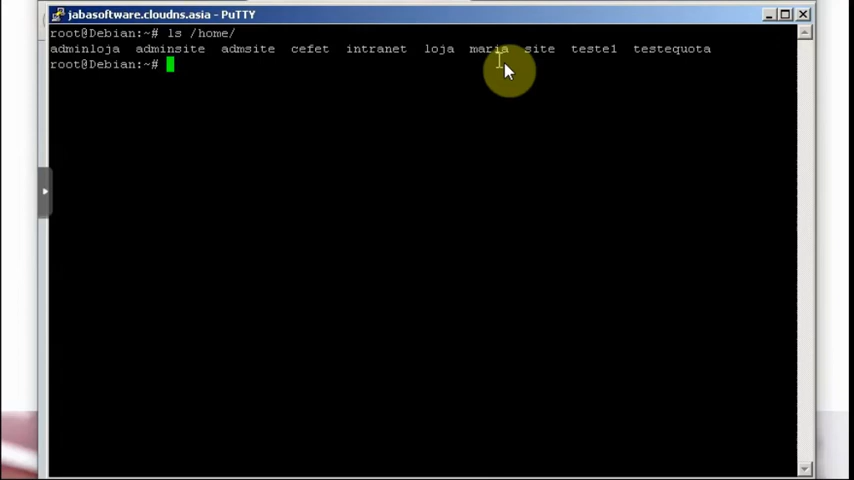 jabasoftware.cloudns.asia - PuTTY
root@Debian:~# ls /home/
adminloja adminsite admsite cefet intranet loja maria site teste1 testequota
root@Debian:~#